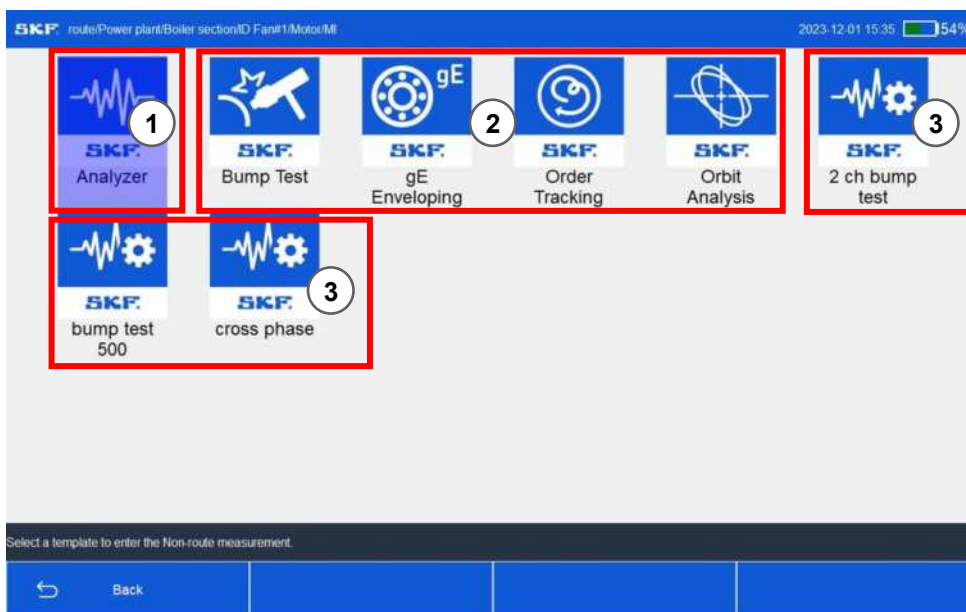 SKF. route/Power plant/Boiler section/ID Fan#1/Motor/MI 2023-12-01 15:35 54%
gE
1 2 3
SKF. SKF. SKF. SKF. SKF. SKF.
Analyzer Bump Test gE Order Orbit 2 ch bump
Enveloping Tracking Analysis test
3
SKF. SKF.
bump test cross phase
500
Select a template to enter the Non-route measurement.
Back